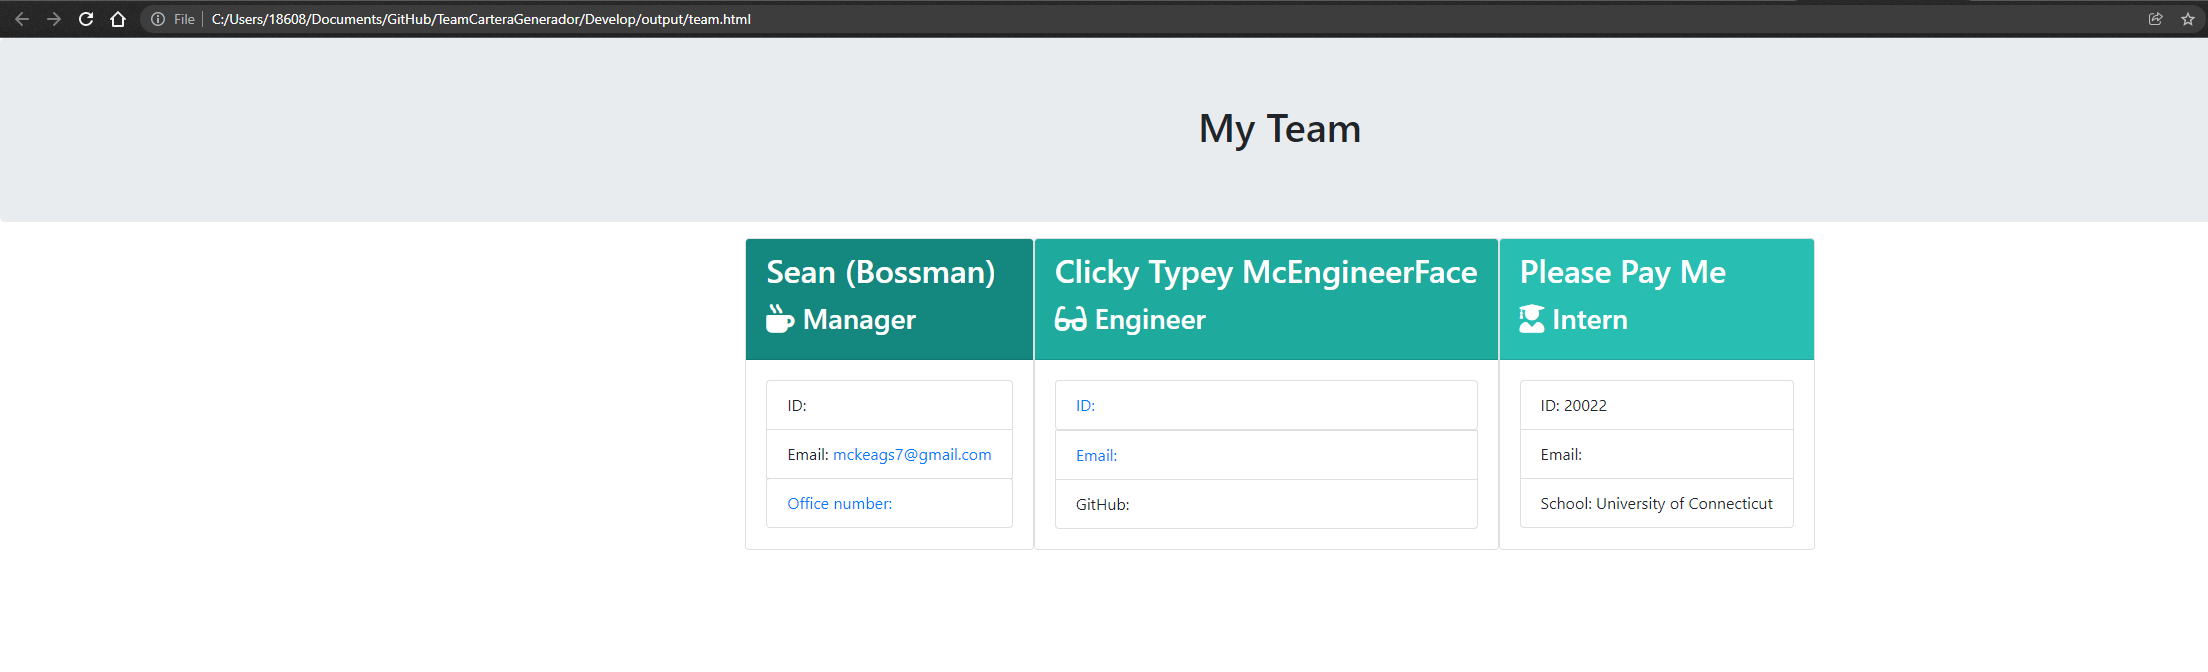 File C:/Users/18608/Documents/GitHub/TeamCarteraGenerador/Develop/output/team.html
My Team
Sean (Bossman)
Manager
ID:
Email: mckeags7@gmail.com
Office number:
Clicky Typey McEngineerFace
Engineer
ID:
Email:
GitHub:
Please Pay Me
Intern
ID: 20022
Email:
School: University of Connecticut